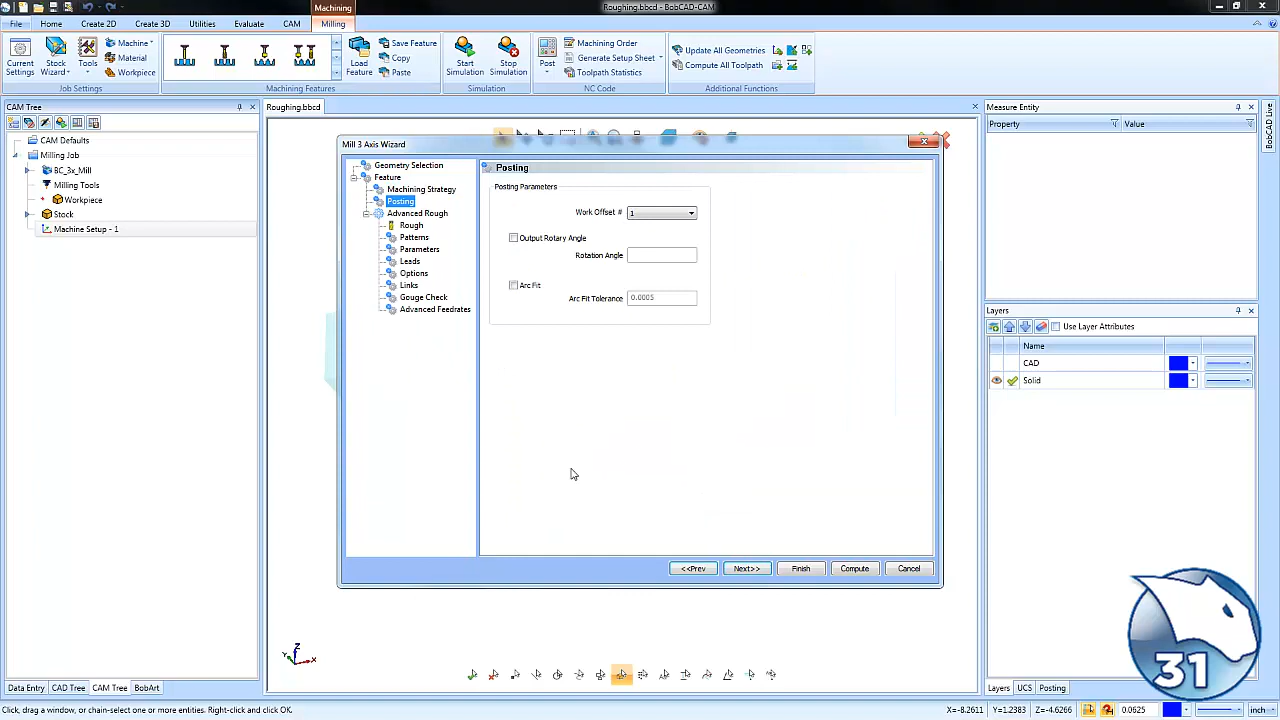 Machining
Roughing.bbcd - BobCAD-CAM
File Home Create 2D Create 3D Utilities Evaluate CAM Milling
Current Settings
Stock Wizard
Tools
Machine
Material
Workpiece
Job Settings
Load Feature
Save Feature
Copy
Paste
Machining Features
Start Simulation
Stop Simulation
Simulation
Post
Machining Order
Generate Setup Sheet
Toolpath Statistics
NC Code
Update All Geometries
Compute All Toolpath
Additional Functions
CAM Tree
CAM Defaults
Milling Job
BC_3x_Mill
Milling Tools
Workpiece
Stock
Machine Setup - 1
Roughing.bbcd
Mill 3 Axis Wizard
Geometry Selection
Feature
Machining Strategy
Posting
Advanced Rough
Rough
Patterns
Parameters
Leads
Options
Links
Gouge Check
Advanced Feedrates
Posting
Posting Parameters
Work Offset # 1
Output Rotary Angle
Rotation Angle
Arc Fit
Arc Fit Tolerance 0.0005
<<Prev Next>> Finish Compute Cancel
Measure Entity
Property Value
BobCAD Live
Layers
Use Layer Attributes
Name
CAD
Solid
Z
Y
X
31
Data Entry CAD Tree CAM Tree BobArt
Layers UCS Posting
Click, drag a window, or chain-select one or more entities. Right-click and click OK.
X=-8.2611 Y=1.2383 Z=-4.6266 0.0625 inch